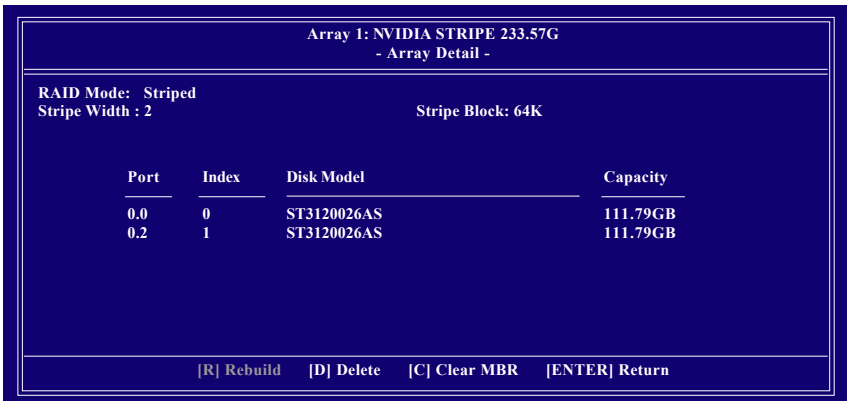 Array 1: NVIDIA STRIPE 233.57G
- Array Detail -
RAID Mode: Striped
Stripe Width : 2 Stripe Block: 64K
Port Index Disk Model Capacity
0.0 0 ST3120026AS 111.79GB
0.2 1 ST3120026AS 111.79GB
[R] Rebuild [D] Delete [C] Clear MBR [ENTER] Return